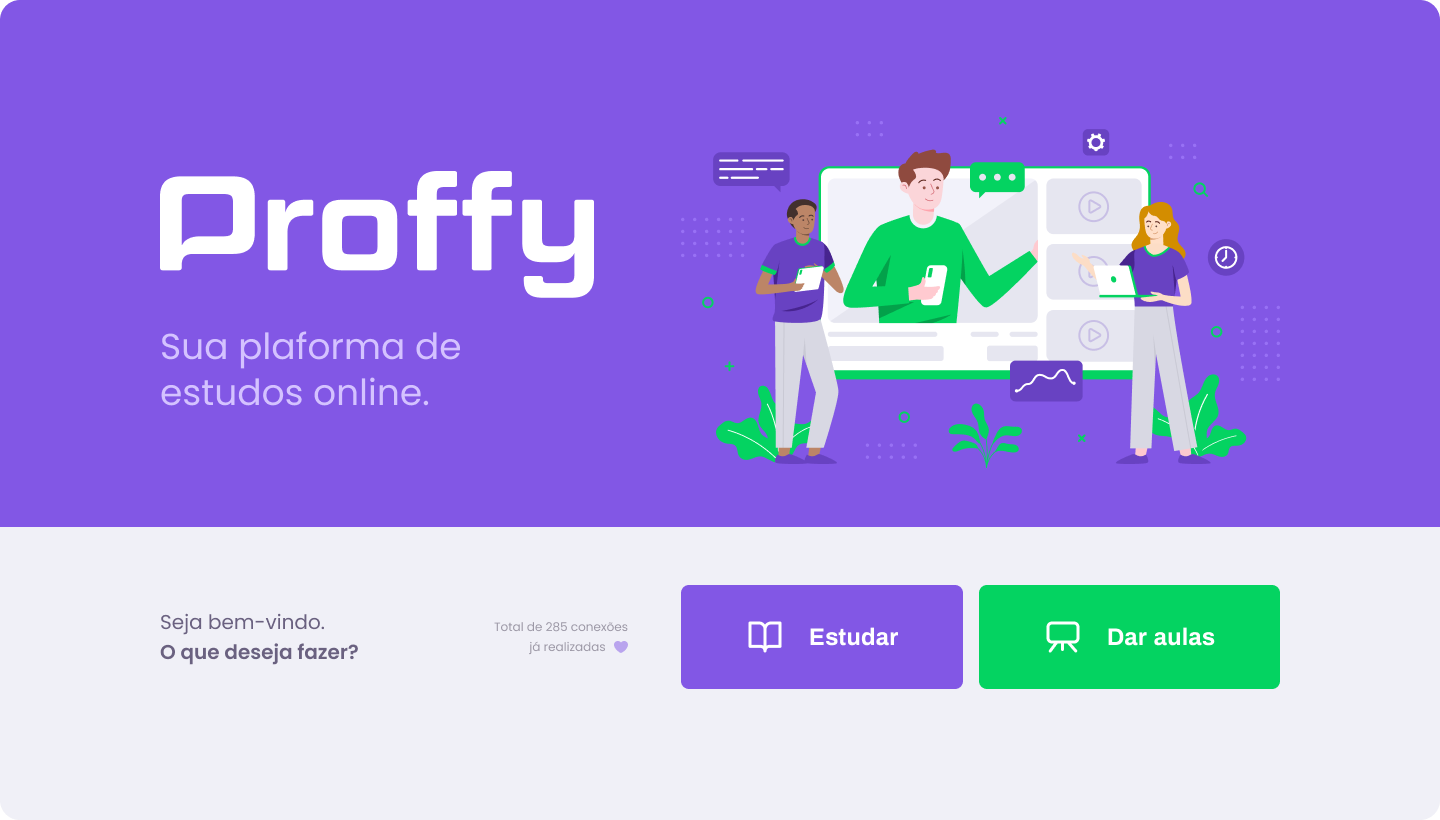 Proffy
Sua plaforma de
estudos online.
Seja bem-vindo.
O que deseja fazer?
Total de 285 conexões
já realizadas
Estudar
Dar aulas